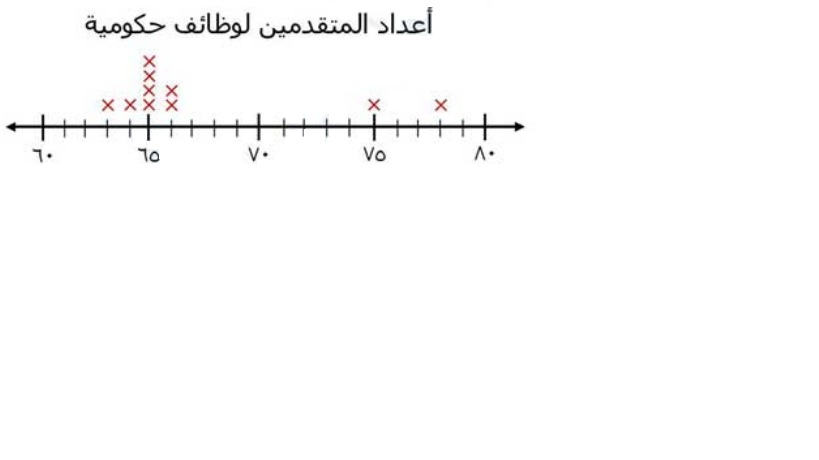 أعداد المتقدمين لوظائف حكومية
٦٠ ٦٥ ٧٠ ٧٥ ٨٠